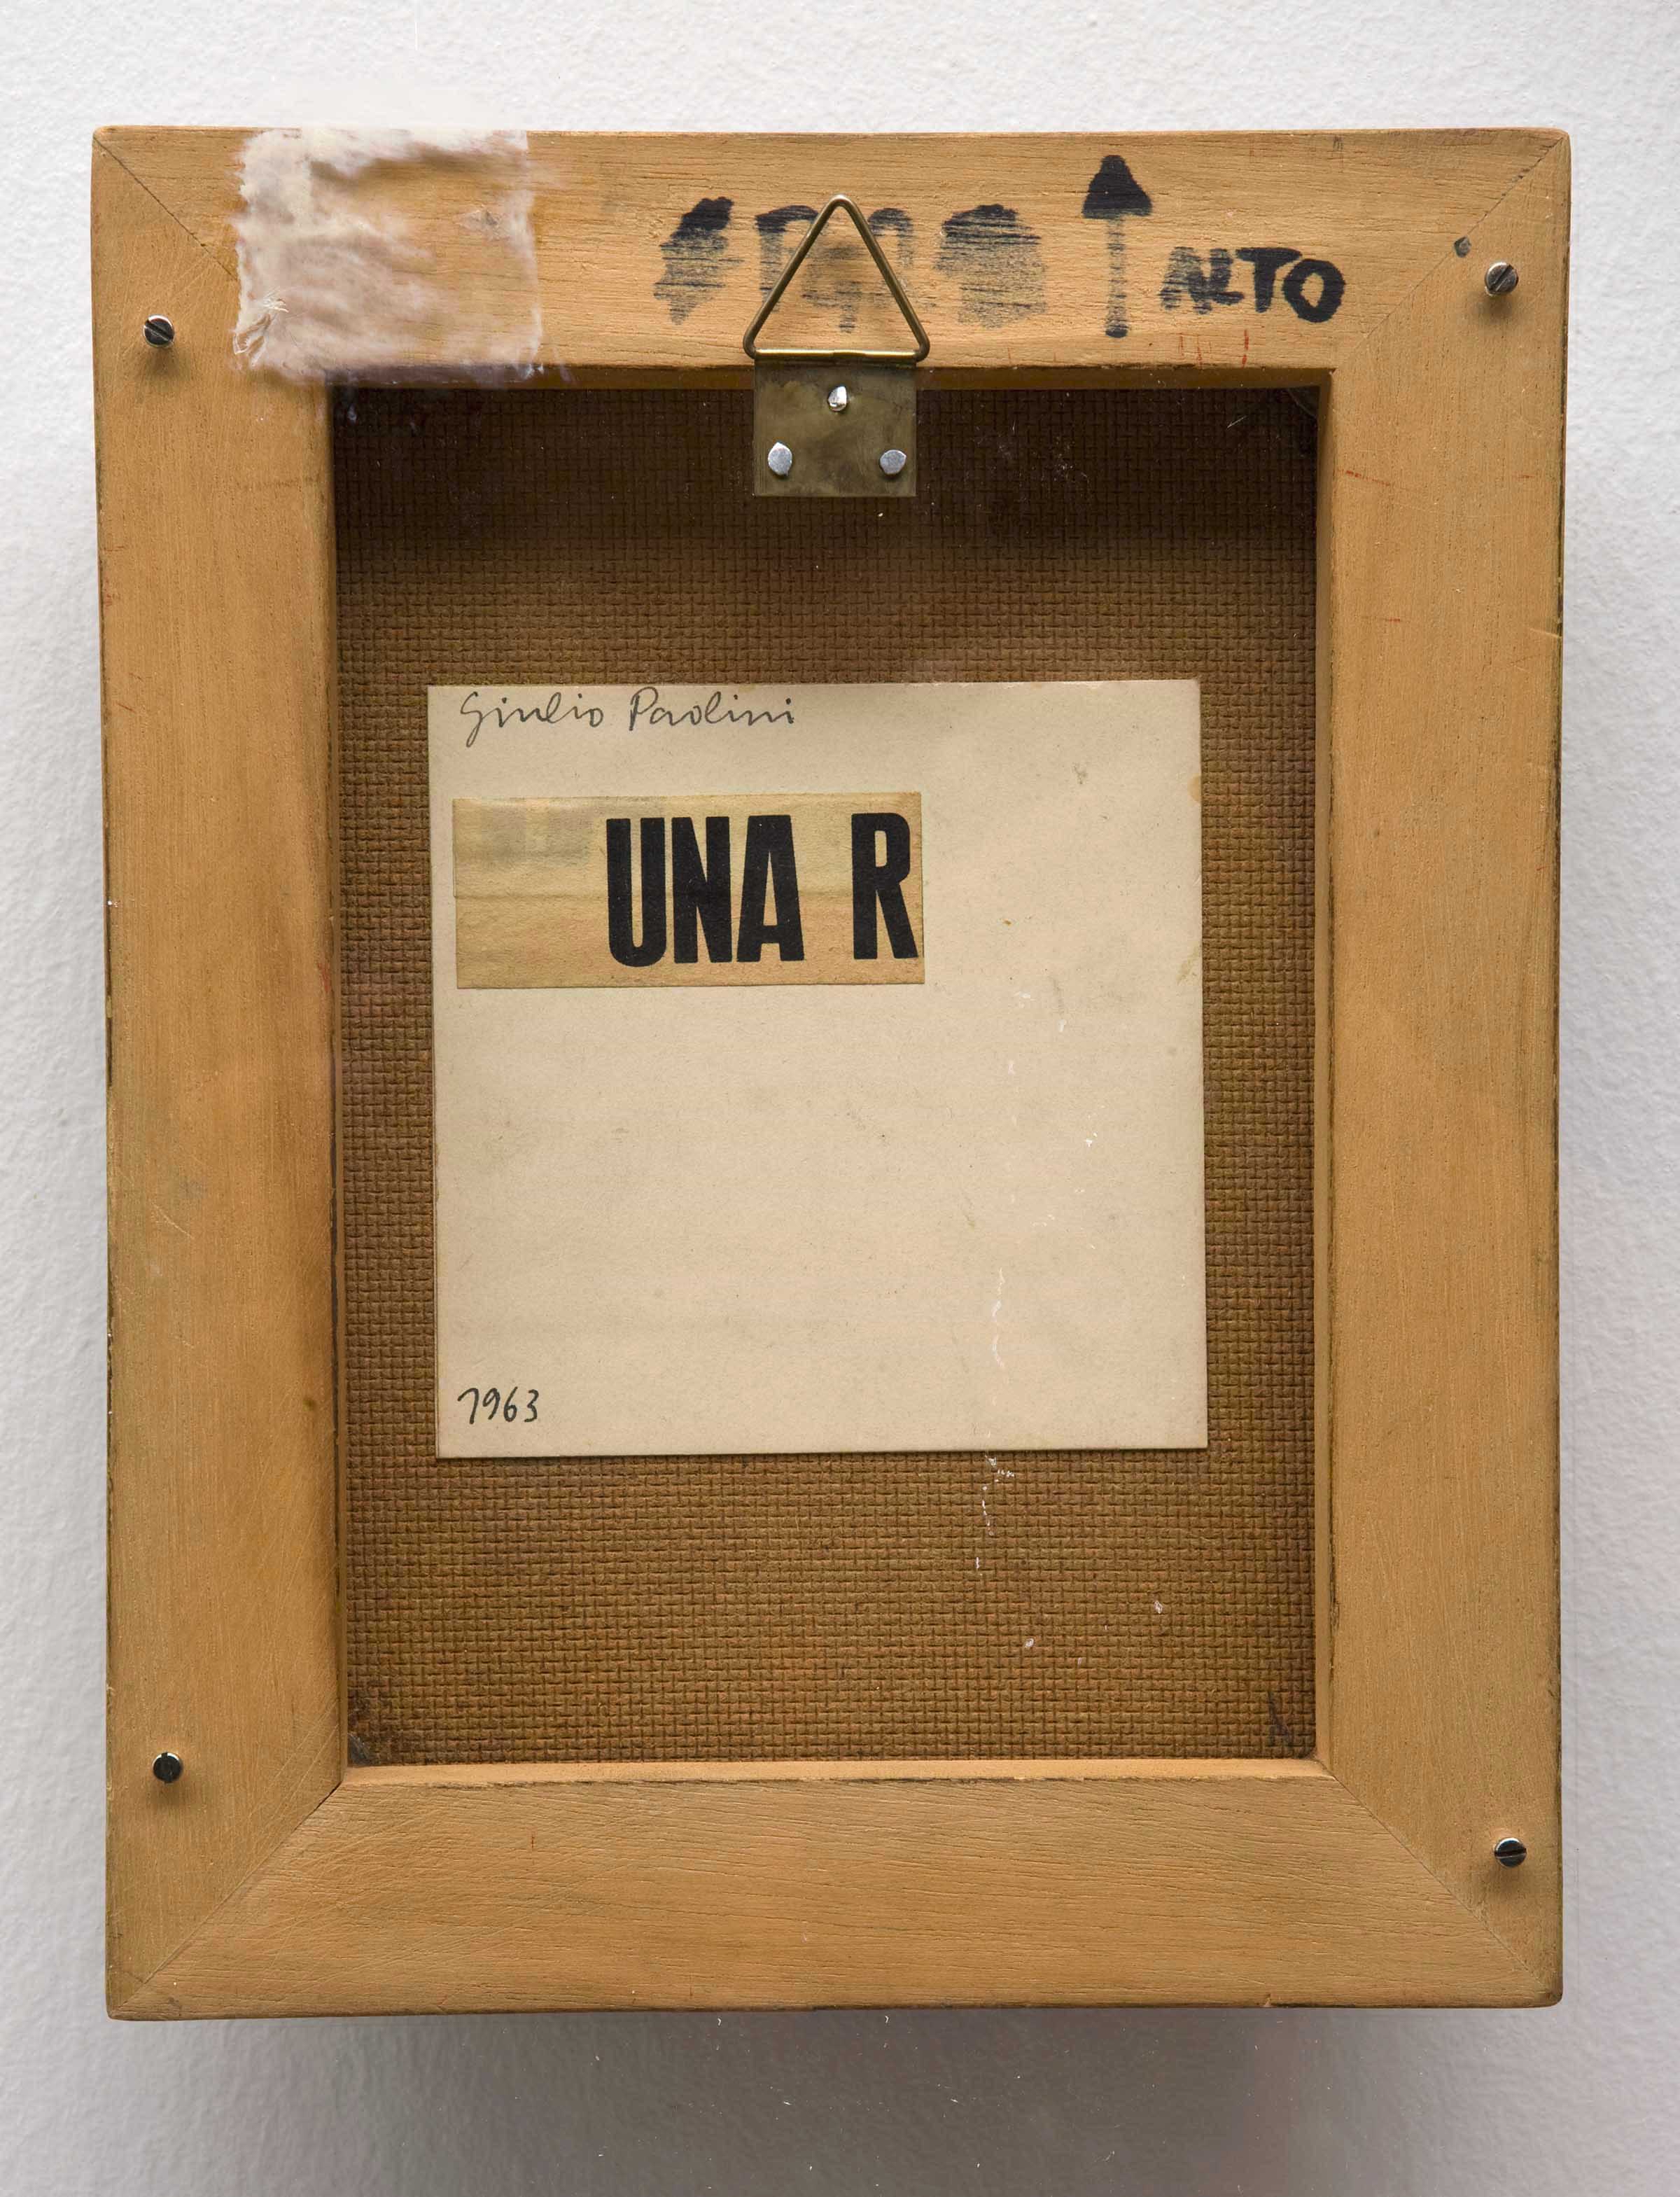 ALTO
Giulio Paolini
UNA R
1963